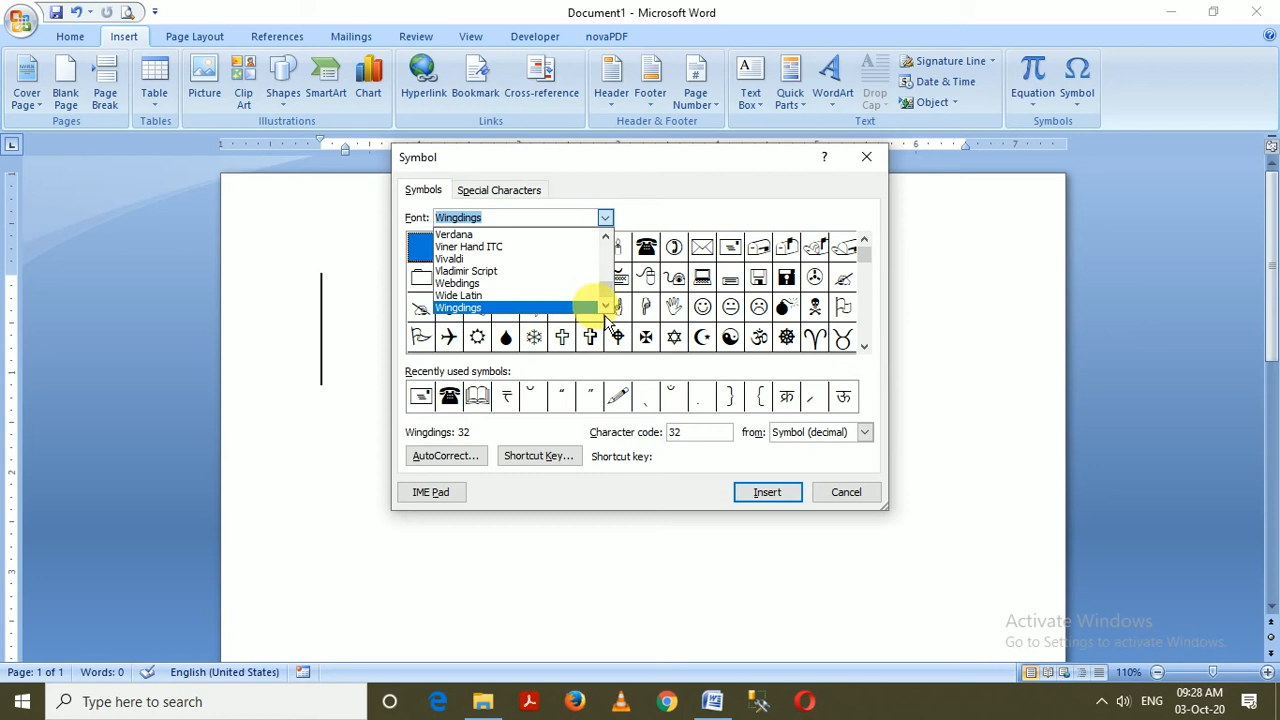 Document1 - Microsoft Word
Home Insert Page Layout References Mailings Review View Developer novaPDF
Cover Page Blank Page Page Break Table Picture Clip Art Shapes SmartArt Chart Hyperlink Bookmark Cross-reference Header Footer Page Number Text Box Quick Parts WordArt Drop Cap Signature Line Date & Time Object Equation Symbol
Pages Tables Illustrations Links Header & Footer Text Symbols
Symbol
Symbols Special Characters
Font: Wingdings
Verdana
Viner Hand ITC
Vivaldi
Vladimir Script
Webdings
Wide Latin
Wingdings
Recently used symbols:
Wingdings: 32 Character code: 32 from: Symbol (decimal)
AutoCorrect... Shortcut Key... Shortcut key:
IME Pad Insert Cancel
Activate Windows
Go to Settings to activate Windows.
Page: 1 of 1 Words: 0 English (United States) 110%
Type here to search ENG 09:28 AM
03-Oct-20